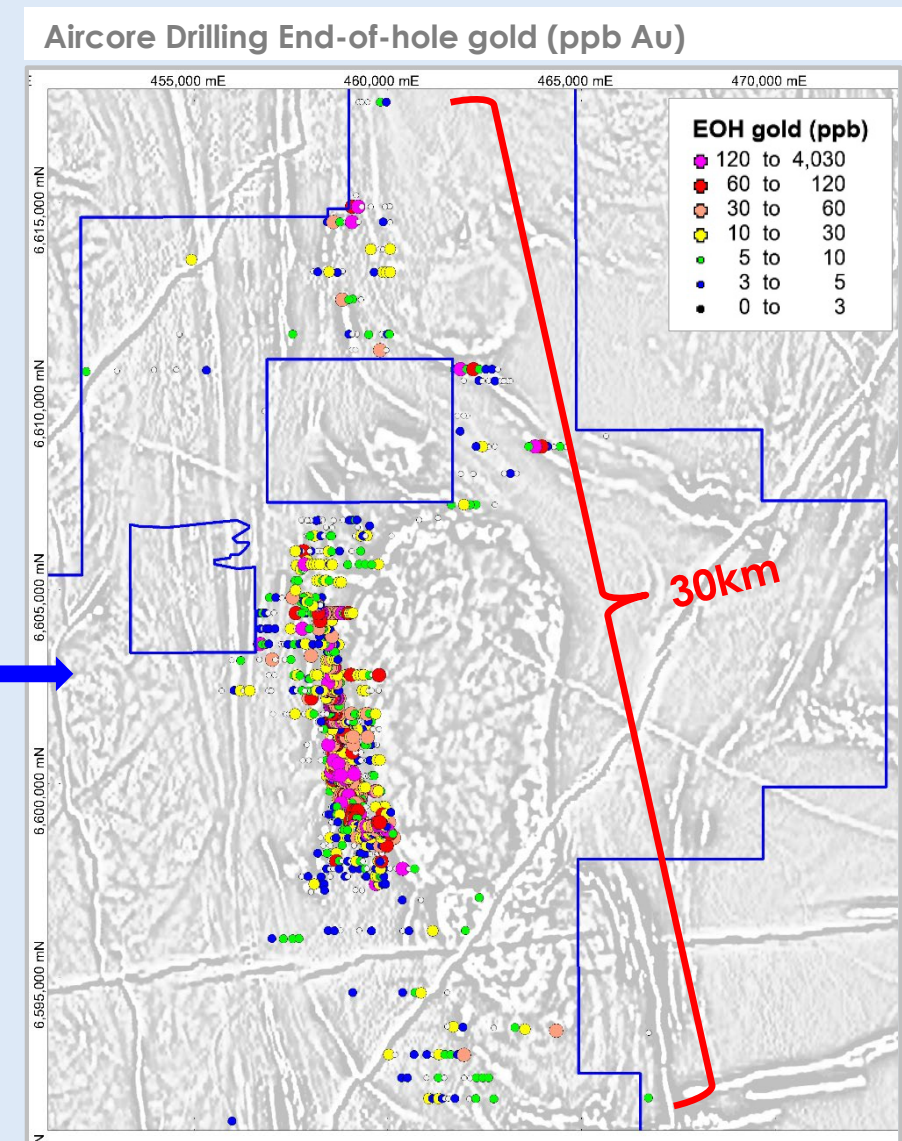 Aircore Drilling End-of-hole gold (ppb Au)
E
455,000 mE
460,000 mE
465,000 mE
470,000 mE
EOH gold (ppb)
120 to 4,030
60 to 120
30 to 60
10 to 30
5 to 10
3 to 5
0 to 3
6,615,000 mN
6,610,000 mN
6,605,000 mN
6,600,000 mN
6,595,000 mN
N
30km